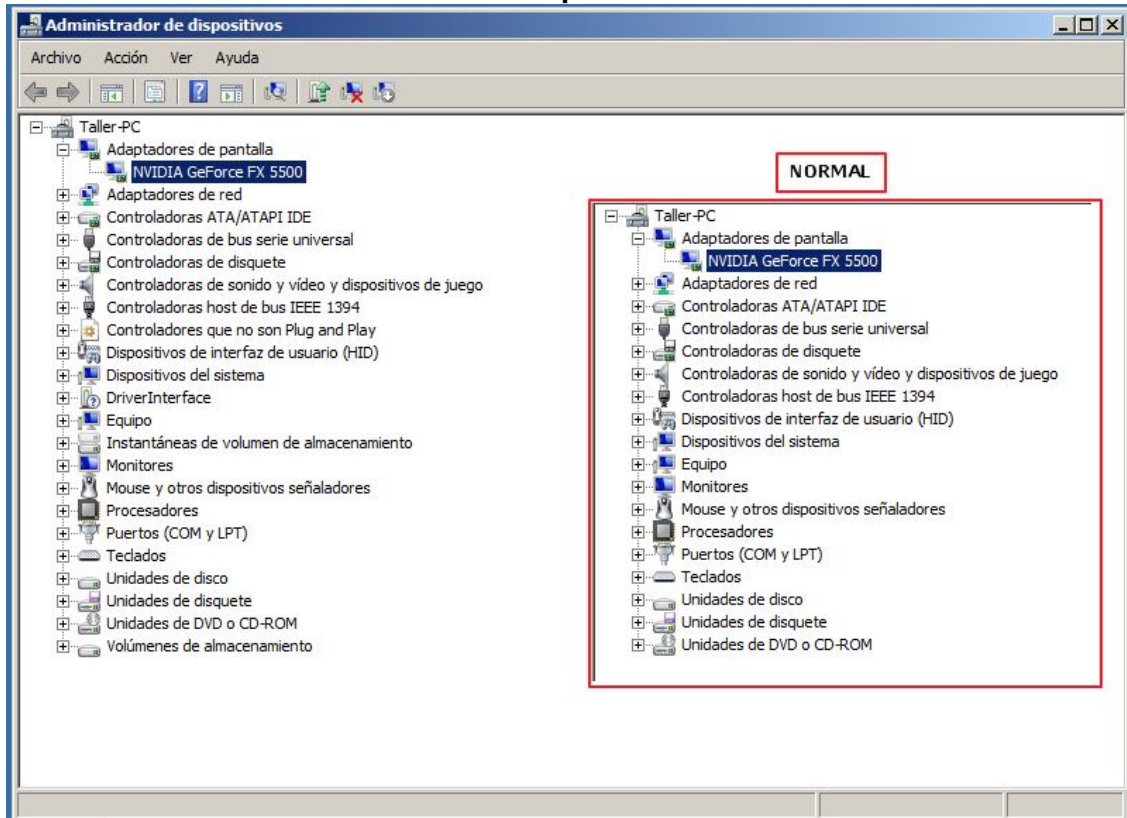 Administrador de dispositivos
Archivo Acción Ver Ayuda
Taller-PC
Adaptadores de pantalla
NVIDIA GeForce FX 5500
Adaptadores de red
Controladoras ATA/ATAPI IDE
Controladoras de bus serie universal
Controladoras de disquete
Controladoras de sonido y vídeo y dispositivos de juego
Controladoras host de bus IEEE 1394
Controladores que no son Plug and Play
Dispositivos de interfaz de usuario (HID)
Dispositivos del sistema
DriverInterface
Equipo
Instantáneas de volumen de almacenamiento
Monitores
Mouse y otros dispositivos señaladores
Procesadores
Puertos (COM y LPT)
Teclados
Unidades de disco
Unidades de disquete
Unidades de DVD o CD-ROM
Volúmenes de almacenamiento
NORMAL
Taller-PC
Adaptadores de pantalla
NVIDIA GeForce FX 5500
Adaptadores de red
Controladoras ATA/ATAPI IDE
Controladoras de bus serie universal
Controladoras de disquete
Controladoras de sonido y vídeo y dispositivos de juego
Controladoras host de bus IEEE 1394
Dispositivos de interfaz de usuario (HID)
Dispositivos del sistema
Equipo
Monitores
Mouse y otros dispositivos señaladores
Procesadores
Puertos (COM y LPT)
Teclados
Unidades de disco
Unidades de disquete
Unidades de DVD o CD-ROM